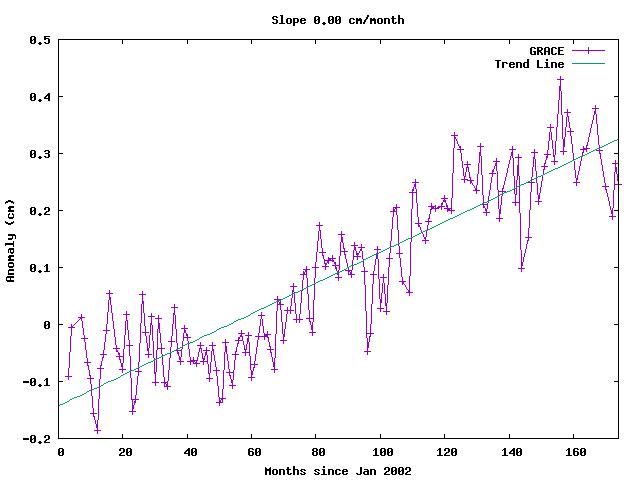 Slope 0.00 cm/month
GRACE
Trend Line
0.5
0.4
0.3
0.2
0.1
0
-0.1
-0.2
Anomaly (cm)
0 20 40 60 80 100 120 140 160
Months since Jan 2002